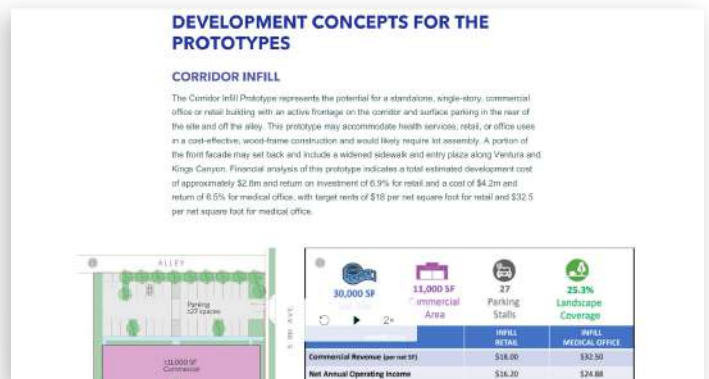 DEVELOPMENT CONCEPTS FOR THE
PROTOTYPES
CORRIDOR INFILL
The Corridor Infill Prototype represents the potential for a standalone, single-story, commercial
office or retail building with an active frontage on the corridor and surface parking in the rear of
the site and off the alley. This prototype may accommodate health services, retail, or office uses
in a cost-effective, wood-frame construction and would likely require lot assembly. A portion of
the front facade may set back and include a widened sidewalk and entry plaza along Ventura and
Kings Canyon. Financial analysis of this prototype indicates a total estimated development cost
of approximately $2.8m and return on investment of 6.9% for retail and a cost of $4.2m and
return of 6.5% for medical office, with target rents of $18 per net square foot for retail and $32.5
per net square foot for medical office.
ALLEY
Parking
±27 spaces
±11,000 SF
Commercial
30,000 SF
11,000 SF
Commercial
Area
27
Parking
Stalls
25.3%
Landscape
Coverage
2×
INFILL
RETAIL
INFILL
MEDICAL OFFICE
Commercial Revenue (per net SF) $18.00 $32.50
Net Annual Operating Income $16.20 $24.88